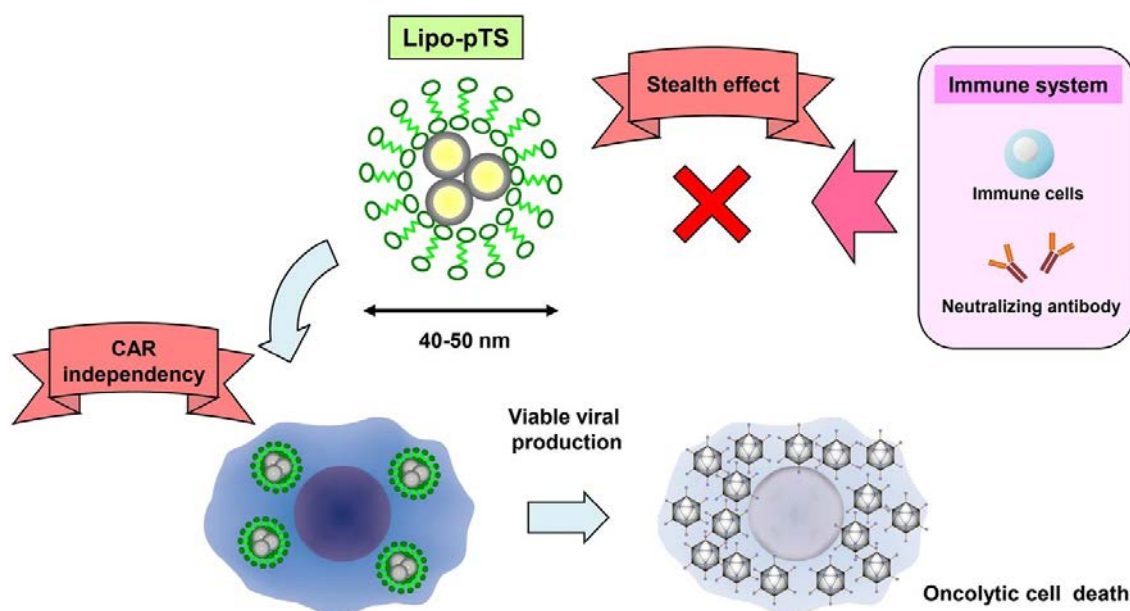 Lipo-pTS
Stealth effect
Immune system
Immune cells
Neutralizing antibody
40-50 nm
CAR
independency
Viable viral
production
Oncolytic cell death